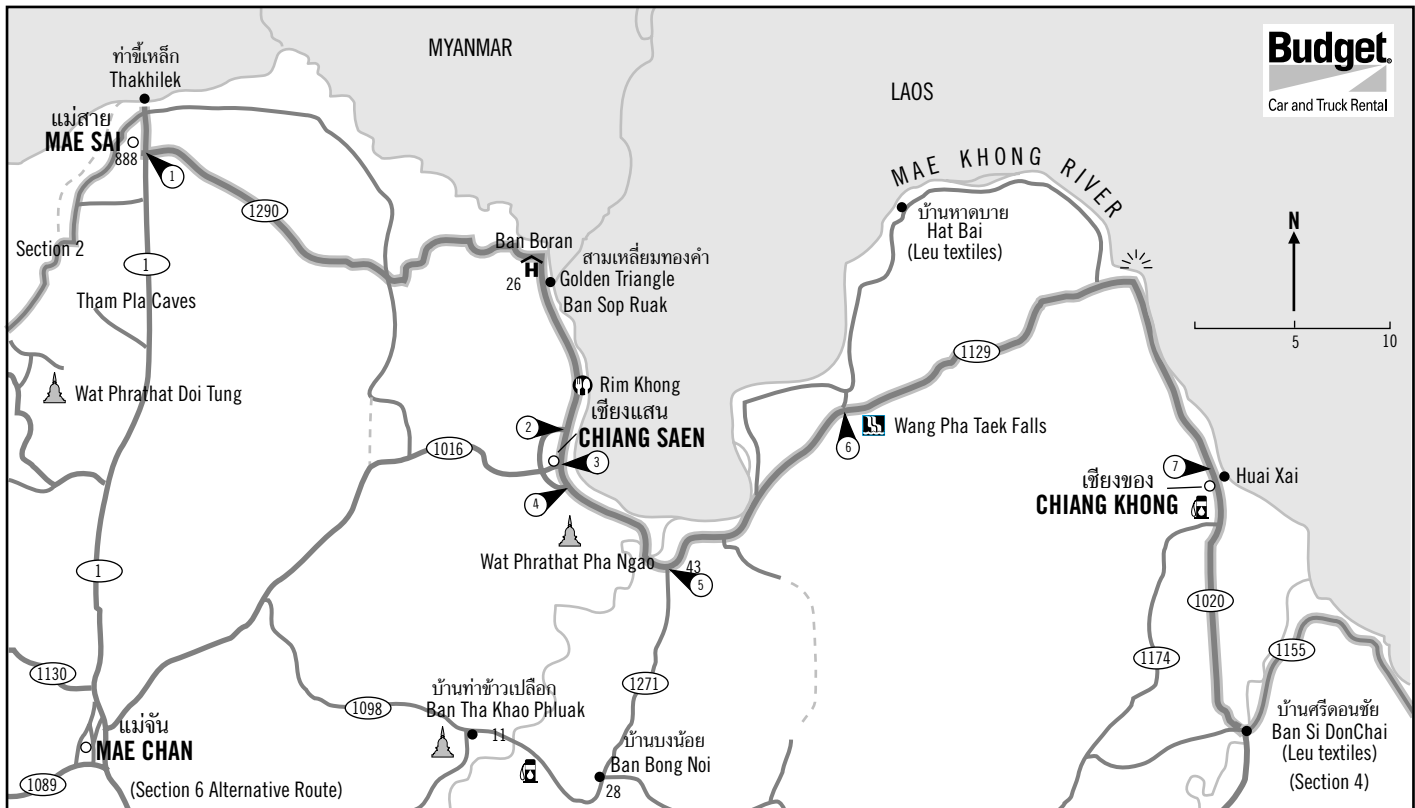 MYANMAR
LAOS
Budget®
Car and Truck Rental
ท่าขี้เหล็ก
Thakhilek
แม่สาย
MAE SAI
888
1
1290
MAE KHONG RIVER
บ้านหาดบาย
Hat Bai
(Leu textiles)
N
5
10
Section 2
1
Tham Pla Caves
Ban Boran
H
26
สามเหลี่ยมทองคำ
Golden Triangle
Ban Sop Ruak
1129
Wat Phrathat Doi Tung
Rim Khong
เชียงแสน
CHIANG SAEN
2
3
4
1016
6
Wang Pha Taek Falls
7
Huai Xai
เชียงของ
CHIANG KHONG
Wat Phrathat Pha Ngao
43
5
1
1020
1130
1098
1271
1174
1155
บ้านท่าข้าวเปลือก
Ban Tha Khao Phluak
11
แม่จัน
MAE CHAN
1089
(Section 6 Alternative Route)
บ้านบงน้อย
Ban Bong Noi
28
บ้านศรีดอนชัย
Ban Si DonChai
(Leu textiles)
(Section 4)